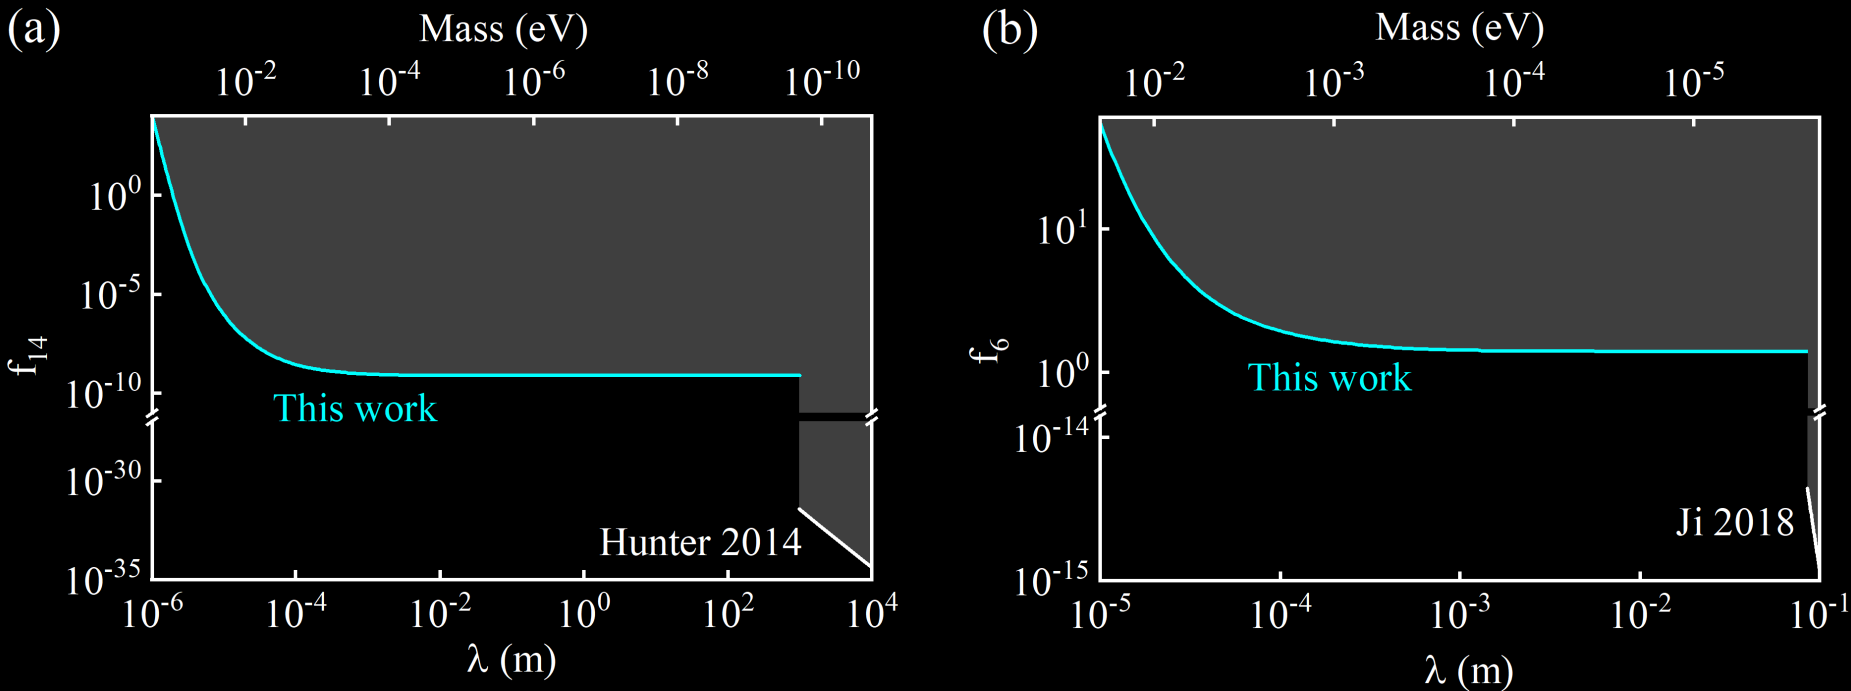 (a)
Mass (eV)
10⁻² 10⁻⁴ 10⁻⁶ 10⁻⁸ 10⁻¹⁰
f₁₄
10⁰
10⁻⁵
10⁻¹⁰
10⁻³⁰
10⁻³⁵
This work
Hunter 2014
10⁻⁶ 10⁻⁴ 10⁻² 10⁰ 10² 10⁴
λ (m)
(b)
Mass (eV)
10⁻² 10⁻³ 10⁻⁴ 10⁻⁵
f₆
10¹
10⁰
10⁻¹⁴
10⁻¹⁵
This work
Ji 2018
10⁻⁵ 10⁻⁴ 10⁻³ 10⁻² 10⁻¹
λ (m)